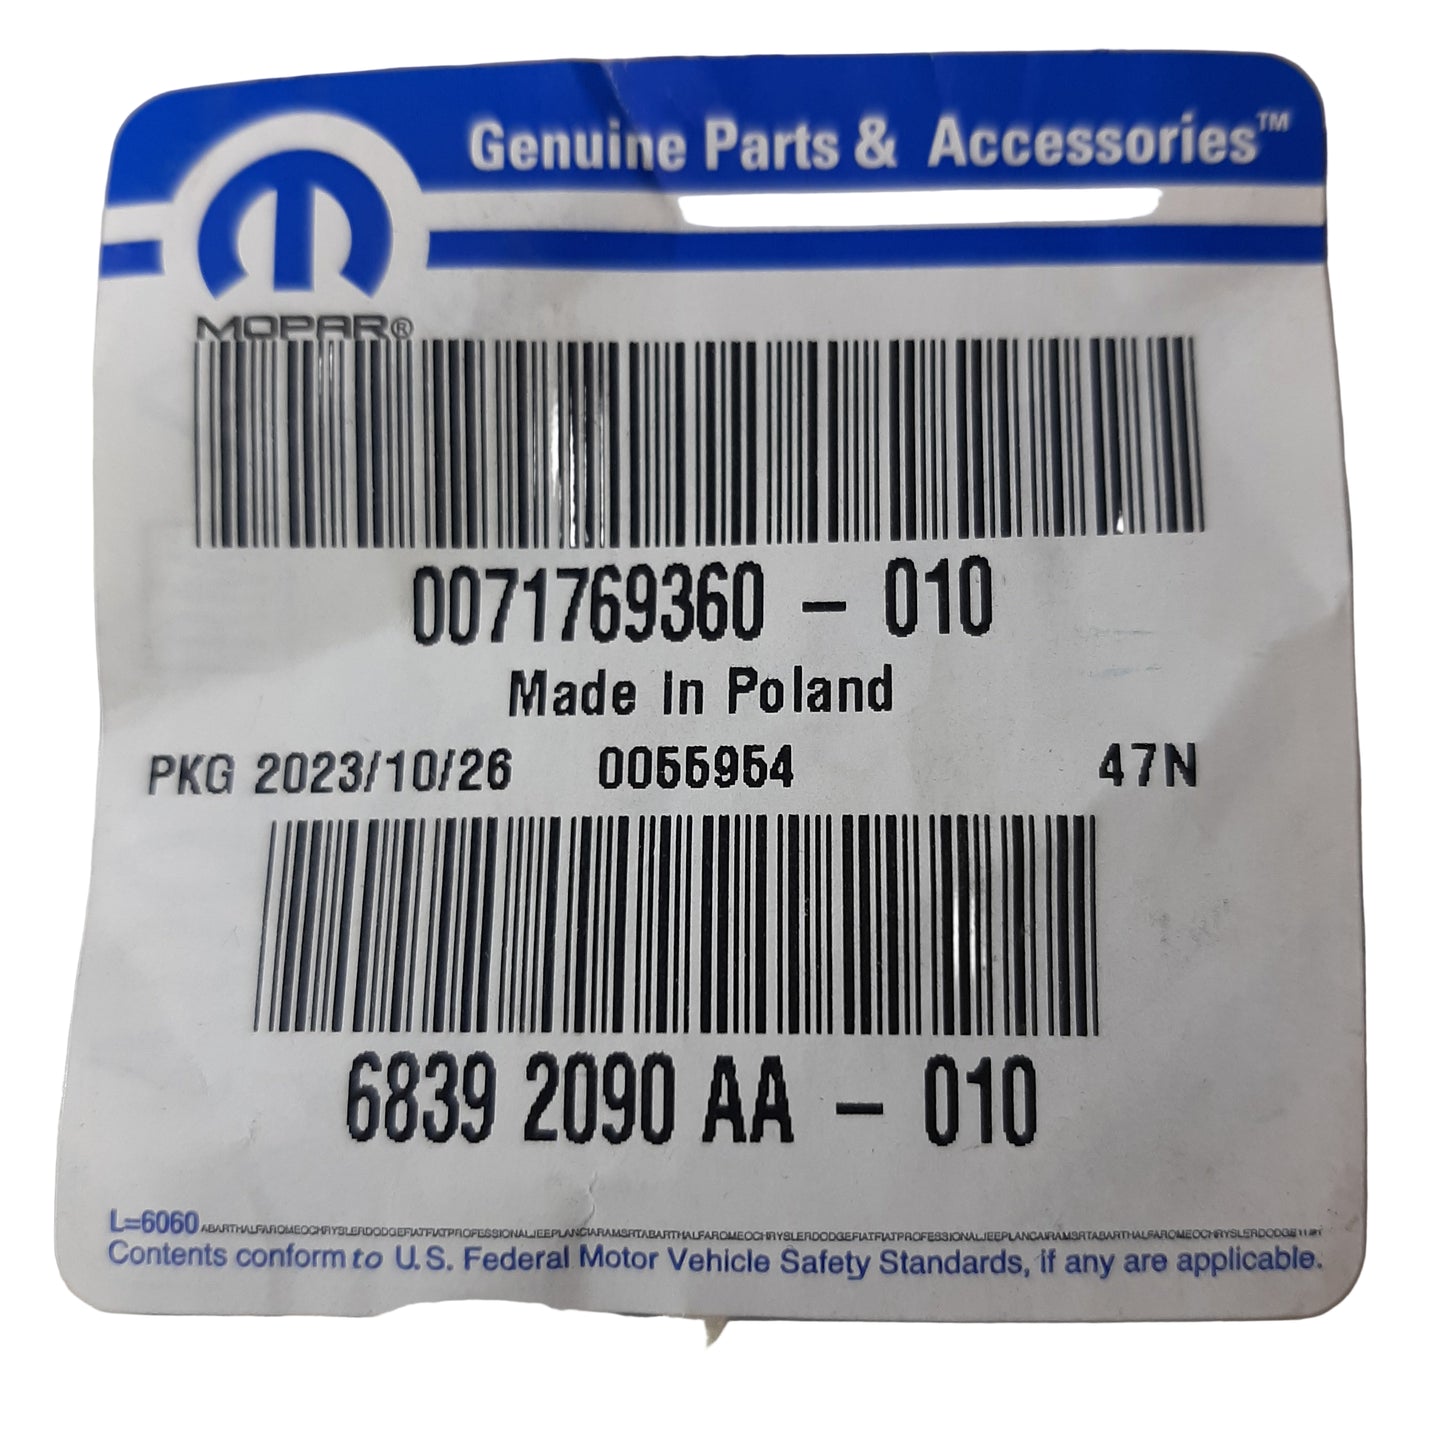 Genuine Parts & Accessories™
MOPAR®
0071769360 - 010
Made In Poland
PKG 2023/10/26 0055954 47N
6839 2090 AA - 010
L=6060
Contents conform to U.S. Federal Motor Vehicle Safety Standards, if any are applicable.